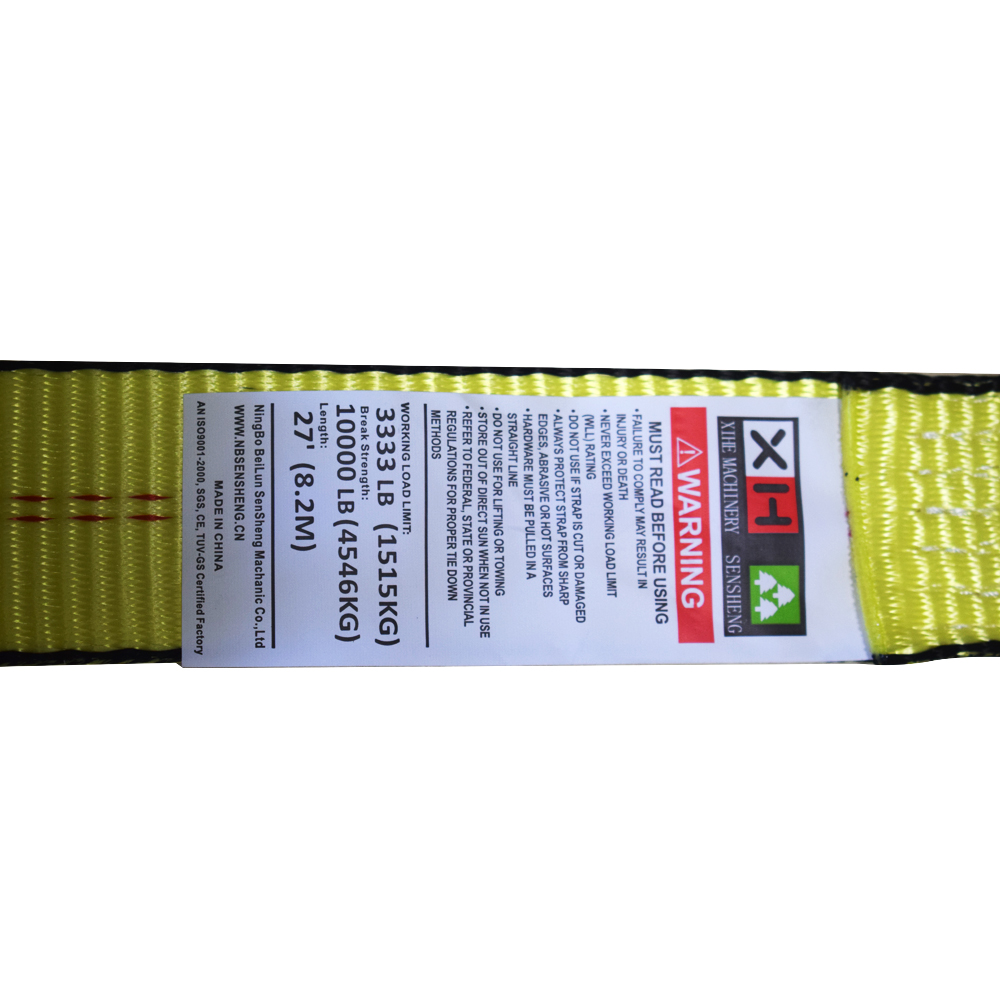 XIH
XIHE MACHINERY SENSHENG
⚠WARNING
MUST READ BEFORE USING
•FAILURE TO COMPLY MAY RESULT IN
INJURY OR DEATH
•NEVER EXCEED WORKING LOAD LIMIT
(WLL) RATING
•DO NOT USE IF STRAP IS CUT OR DAMAGED
•ALWAYS PROTECT STRAP FROM SHARP
EDGES, ABRASIVE OR HOT SURFACES
•HARDWARE MUST BE PULLED IN A
STRAIGHT LINE
•DO NOT USE FOR LIFTING OR TOWING
•STORE OUT OF DIRECT SUN WHEN NOT IN USE
•REFER TO FEDERAL, STATE OR PROVINCIAL
REGULATIONS FOR PROPER TIE DOWN
METHODS
WORKING LOAD LIMIT:
3333 LB (1515KG)
Break Strength:
10000 LB (4546KG)
Length:
27' (8.2M)
NingBo BeiLun SenSheng Machanic Co.,Ltd
WWW.NBSENSHENG.CN
MADE IN CHINA
AN ISO9001-2000, SGS, CE, TUV-GS Certified Factory